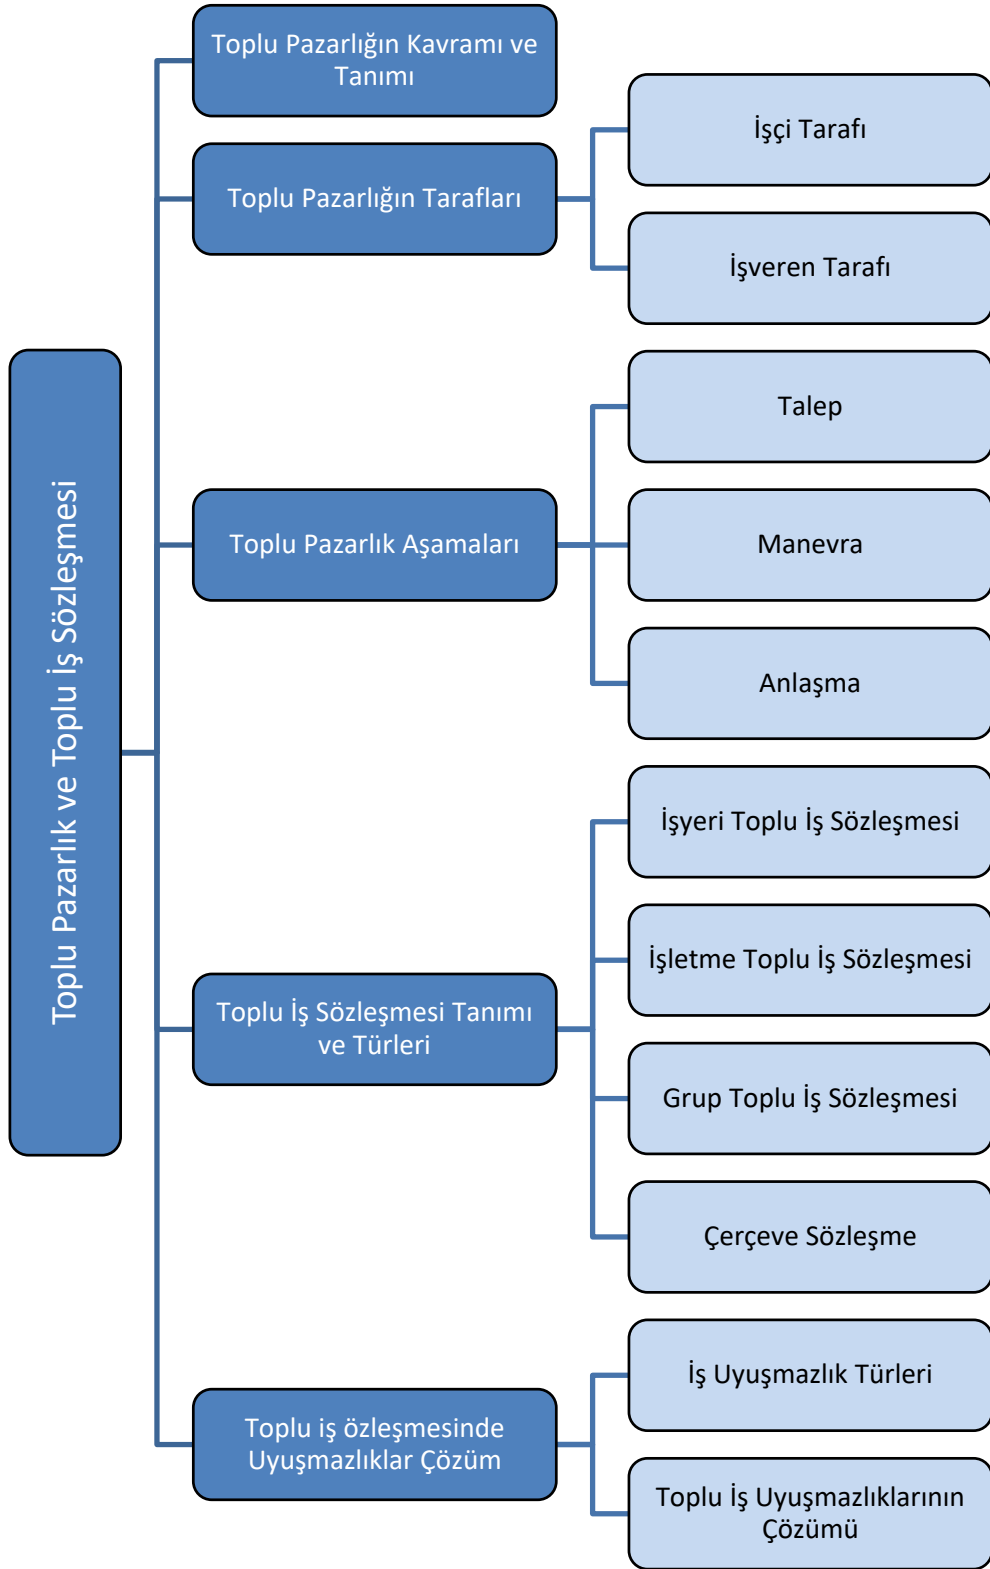 Toplu Pazarlık ve Toplu İş Sözleşmesi
Toplu Pazarlığın Kavramı ve
Tanımı
Toplu Pazarlığın Tarafları
İşçi Tarafı
İşveren Tarafı
Toplu Pazarlık Aşamaları
Talep
Manevra
Anlaşma
Toplu İş Sözleşmesi Tanımı
ve Türleri
İşyeri Toplu İş Sözleşmesi
İşletme Toplu İş Sözleşmesi
Grup Toplu İş Sözleşmesi
Çerçeve Sözleşme
Toplu iş özleşmesinde
Uyuşmazlıklar Çözüm
İş Uyuşmazlık Türleri
Toplu İş Uyuşmazlıklarının
Çözümü